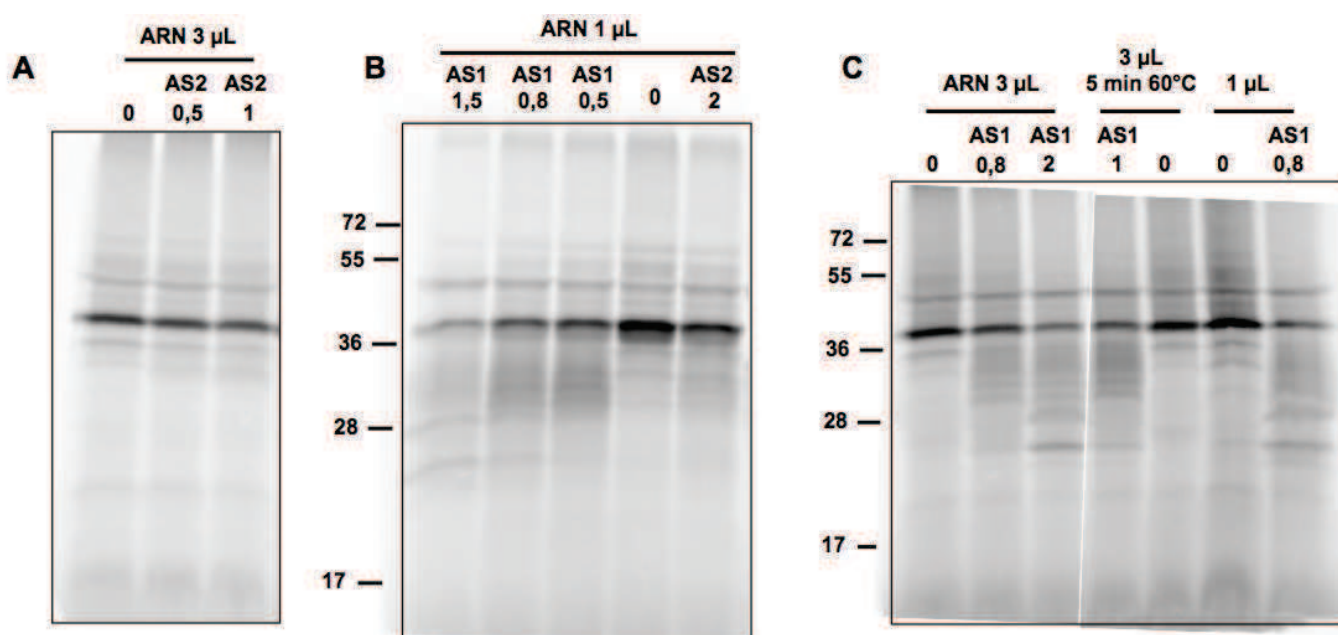 A
ARN 3 µL
AS2 AS2
0 0,5 1
B
ARN 1 µL
AS1 AS1 AS1 AS2
1,5 0,8 0,5 0 2
72
55
36
28
17
C
ARN 3 µL
3 µL
5 min 60°C
1 µL
AS1 AS1 AS1 AS1
0 0,8 2 1 0 0 0,8
72
55
36
28
17